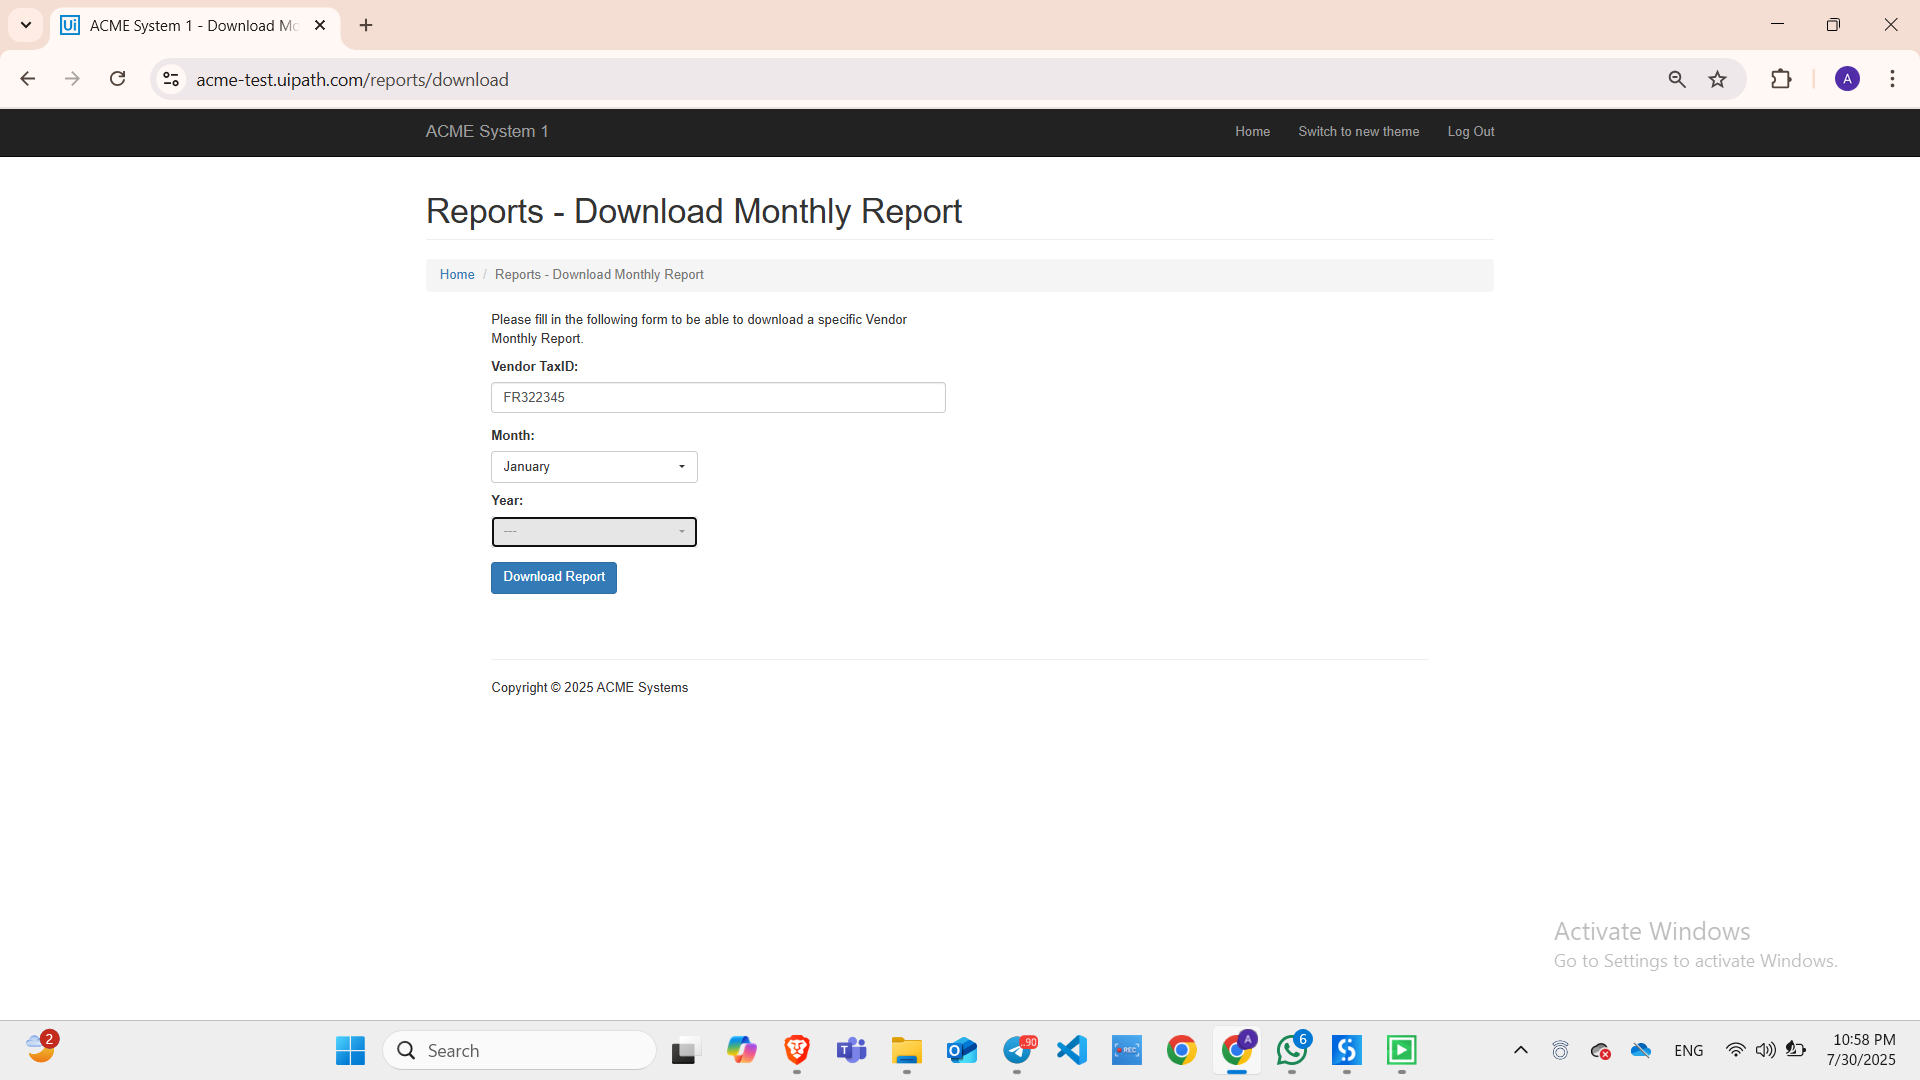 ACME System 1 - Download Mo
acme-test.uipath.com/reports/download
A
ACME System 1
Home
Switch to new theme
Log Out
Reports - Download Monthly Report
Home / Reports - Download Monthly Report
Please fill in the following form to be able to download a specific Vendor
Monthly Report.
Vendor TaxID:
FR322345
Month:
January
Year:
---
Download Report
Copyright © 2025 ACME Systems
Activate Windows
Go to Settings to activate Windows.
2
Search
..90
REC
A
6
ENG
10:58 PM
7/30/2025